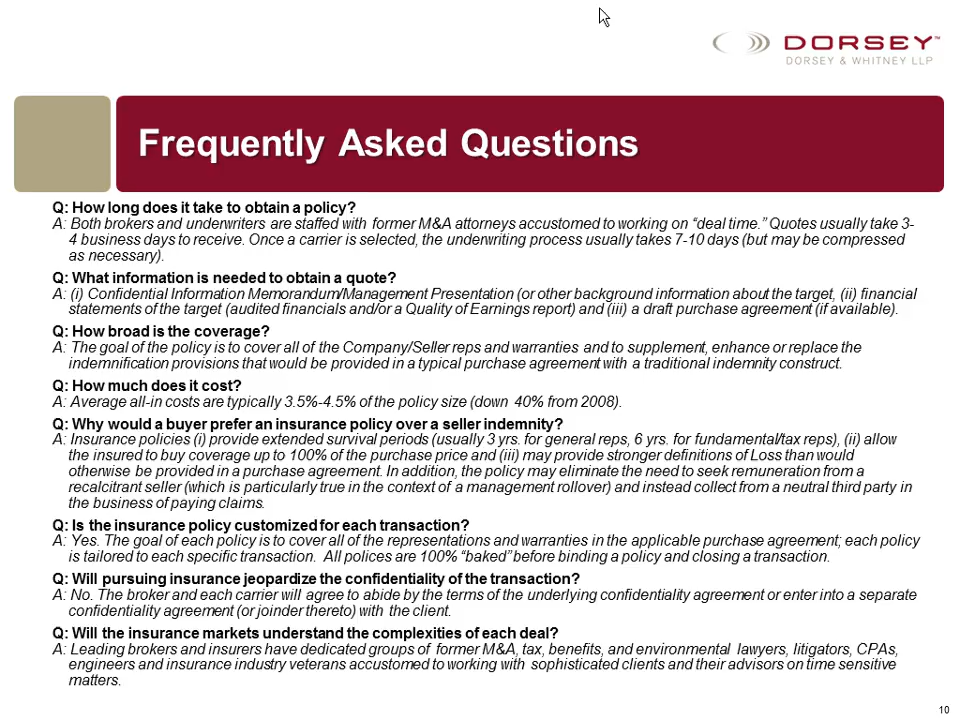 DORSEY™
DORSEY & WHITNEY LLP
Frequently Asked Questions
Q: How long does it take to obtain a policy?
A: Both brokers and underwriters are staffed with former M&A attorneys accustomed to working on “deal time.” Quotes usually take 3-
4 business days to receive. Once a carrier is selected, the underwriting process usually takes 7-10 days (but may be compressed
as necessary).
Q: What information is needed to obtain a quote?
A: (i) Confidential Information Memorandum/Management Presentation (or other background information about the target, (ii) financial
statements of the target (audited financials and/or a Quality of Earnings report) and (iii) a draft purchase agreement (if available).
Q: How broad is the coverage?
A: The goal of the policy is to cover all of the Company/Seller reps and warranties and to supplement, enhance or replace the
indemnification provisions that would be provided in a typical purchase agreement with a traditional indemnity construct.
Q: How much does it cost?
A: Average all-in costs are typically 3.5%-4.5% of the policy size (down 40% from 2008).
Q: Why would a buyer prefer an insurance policy over a seller indemnity?
A: Insurance policies (i) provide extended survival periods (usually 3 yrs. for general reps, 6 yrs. for fundamental/tax reps), (ii) allow
the insured to buy coverage up to 100% of the purchase price and (iii) may provide stronger definitions of Loss than would
otherwise be provided in a purchase agreement. In addition, the policy may eliminate the need to seek remuneration from a
recalcitrant seller (which is particularly true in the context of a management rollover) and instead collect from a neutral third party in
the business of paying claims.
Q: Is the insurance policy customized for each transaction?
A: Yes. The goal of each policy is to cover all of the representations and warranties in the applicable purchase agreement; each policy
is tailored to each specific transaction. All polices are 100% “baked” before binding a policy and closing a transaction.
Q: Will pursuing insurance jeopardize the confidentiality of the transaction?
A: No. The broker and each carrier will agree to abide by the terms of the underlying confidentiality agreement or enter into a separate
confidentiality agreement (or joinder thereto) with the client.
Q: Will the insurance markets understand the complexities of each deal?
A: Leading brokers and insurers have dedicated groups of former M&A, tax, benefits, and environmental lawyers, litigators, CPAs,
engineers and insurance industry veterans accustomed to working with sophisticated clients and their advisors on time sensitive
matters.
10